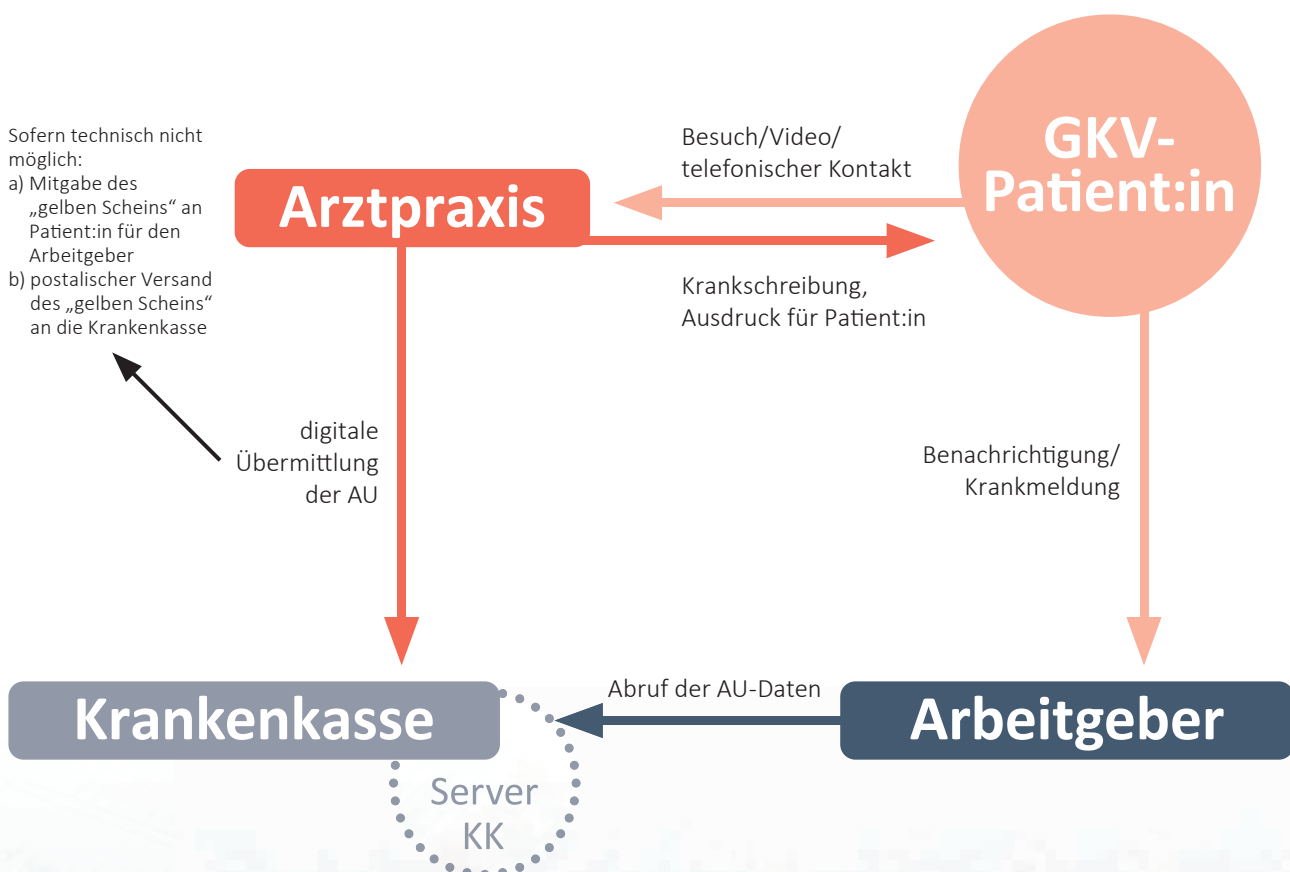 Sofern technisch nicht
möglich:
a) Mitgabe des
„gelben Scheins“ an
Patient:in für den
Arbeitgeber
b) postalischer Versand
des „gelben Scheins“
an die Krankenkasse
Arztpraxis
Besuch/Video/
telefonischer Kontakt
GKV-
Patient:in
Krankschreibung,
Ausdruck für Patient:in
digitale
Übermittlung
der AU
Benachrichtigung/
Krankmeldung
Krankenkasse
Abruf der AU-Daten
Arbeitgeber
Server
KK